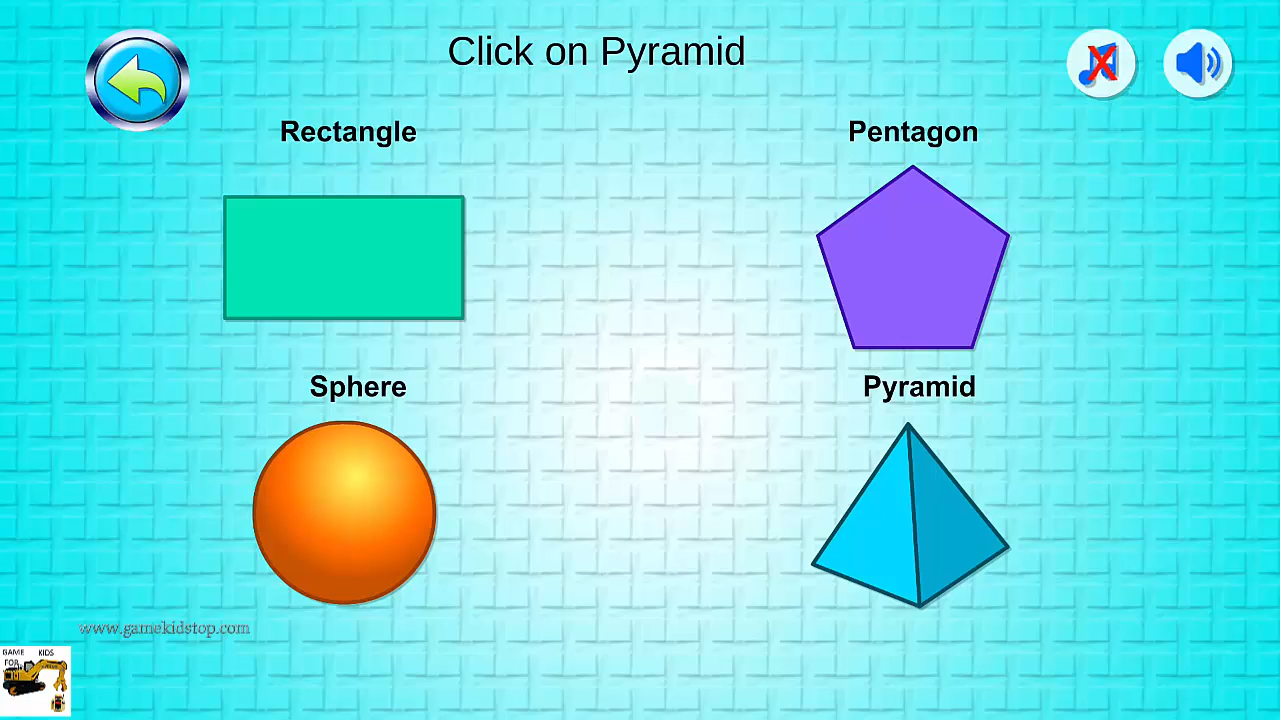 Click on Pyramid
Rectangle
Pentagon
Sphere
Pyramid
www.gamekidstop.com
GAME KIDS
FOR